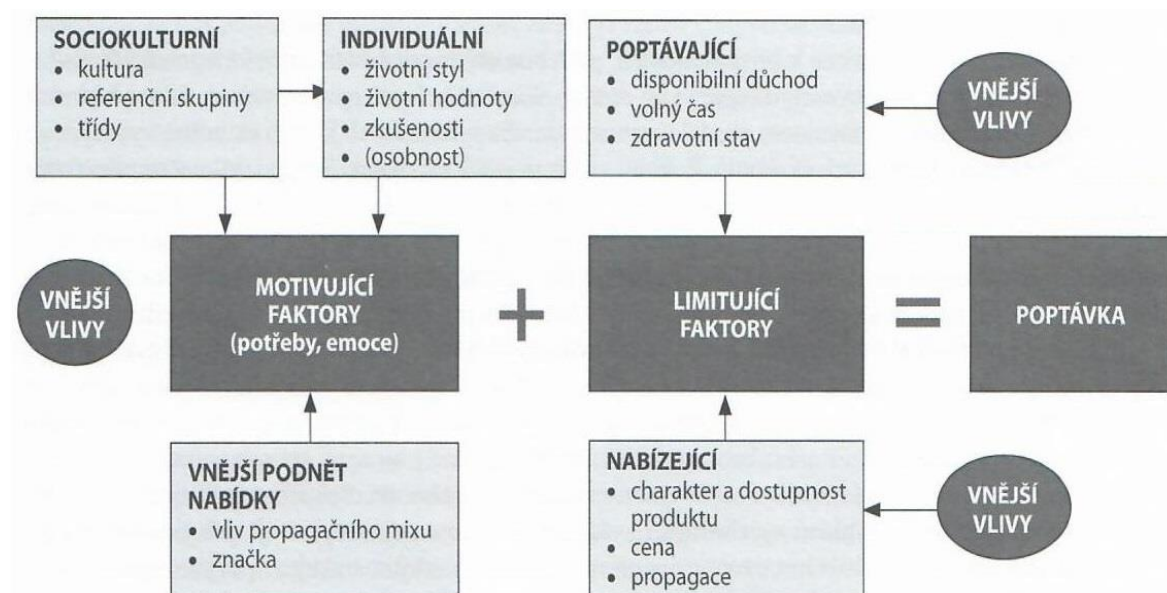 SOCIOKULTURNÍ
• kultura
• referenční skupiny
• třídy
INDIVIDUÁLNÍ
• životní styl
• životní hodnoty
• zkušenosti
• (osobnost)
POPTÁVAJÍCÍ
• disponibilní důchod
• volný čas
• zdravotní stav
VNĚJŠÍ
VLIVY
VNĚJŠÍ
VLIVY
MOTIVUJÍCÍ
FAKTORY
(potřeby, emoce)
+
LIMITUJÍCÍ
FAKTORY
=
POPTÁVKA
VNĚJŠÍ PODNĚT
NABÍDKY
• vliv propagačního mixu
• značka
NABÍZEJÍCÍ
• charakter a dostupnost
produktu
• cena
• propagace
VNĚJŠÍ
VLIVY